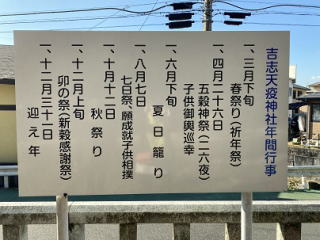 吉志天疫神社年間行事
一、三月下旬
春祭り(祈年祭)
一、四月二十六日
五穀神祭(二六夜)
子供御輿巡幸
一、六月下旬
夏日籠り
一、八月七日
七日祭、願成就子供相撲
一、十月十二日
秋祭り
一、十二月上旬
卯の祭(新穀感謝祭)
一、十二月三十一日
迎え年